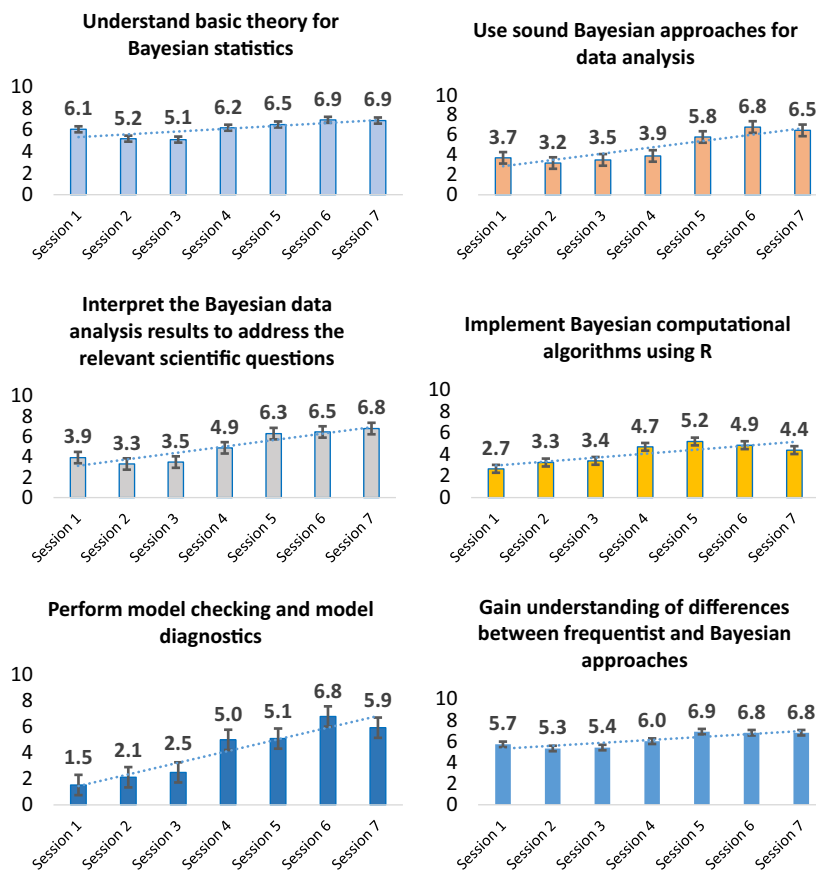 Understand basic theory for
Bayesian statistics
10
8
6
4
2
0
6.1 5.2 5.1 6.2 6.5 6.9 6.9
Session 1 Session 2 Session 3 Session 4 Session 5 Session 6 Session 7
Use sound Bayesian approaches for
data analysis
10
8
6
4
2
0
3.7 3.2 3.5 3.9 5.8 6.8 6.5
Session 1 Session 2 Session 3 Session 4 Session 5 Session 6 Session 7
Interpret the Bayesian data
analysis results to address the
relevant scientific questions
10
8
6
4
2
0
3.9 3.3 3.5 4.9 6.3 6.5 6.8
Session 1 Session 2 Session 3 Session 4 Session 5 Session 6 Session 7
Implement Bayesian computational
algorithms using R
10
8
6
4
2
0
2.7 3.3 3.4 4.7 5.2 4.9 4.4
Session 1 Session 2 Session 3 Session 4 Session 5 Session 6 Session 7
Perform model checking and model
diagnostics
10
8
6
4
2
0
1.5 2.1 2.5 5.0 5.1 6.8 5.9
Session 1 Session 2 Session 3 Session 4 Session 5 Session 6 Session 7
Gain understanding of differences
between frequentist and Bayesian
approaches
10
8
6
4
2
0
5.7 5.3 5.4 6.0 6.9 6.8 6.8
Session 1 Session 2 Session 3 Session 4 Session 5 Session 6 Session 7